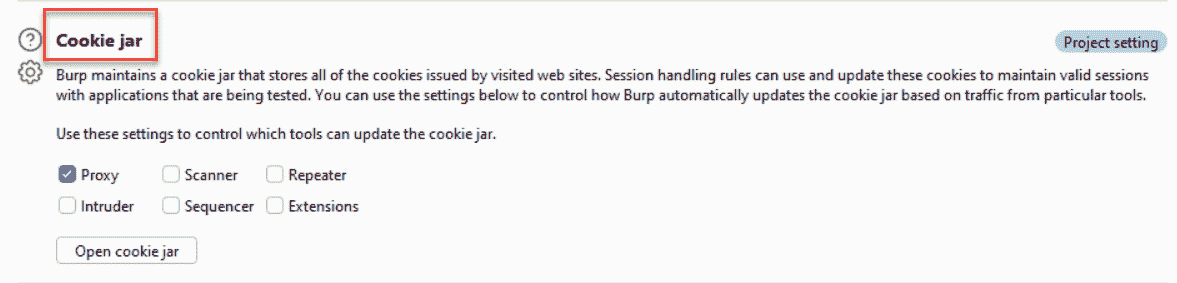 Cookie jar
Project setting
Burp maintains a cookie jar that stores all of the cookies issued by visited web sites. Session handling rules can use and update these cookies to maintain valid sessions
with applications that are being tested. You can use the settings below to control how Burp automatically updates the cookie jar based on traffic from particular tools.
Use these settings to control which tools can update the cookie jar.
Proxy Scanner Repeater
Intruder Sequencer Extensions
Open cookie jar